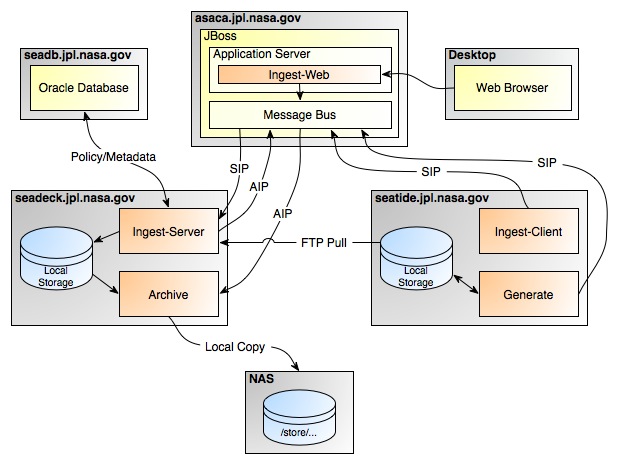 asaca.jpl.nasa.gov
JBoss
Application Server
Ingest-Web
Message Bus
seadb.jpl.nasa.gov
Oracle Database
Desktop
Web Browser
Policy/Metadata
SIP
AIP
AIP
SIP
SIP
seadeck.jpl.nasa.gov
Ingest-Server
Local
Storage
Archive
FTP Pull
seatide.jpl.nasa.gov
Ingest-Client
Local
Storage
Generate
Local Copy
NAS
/store/...